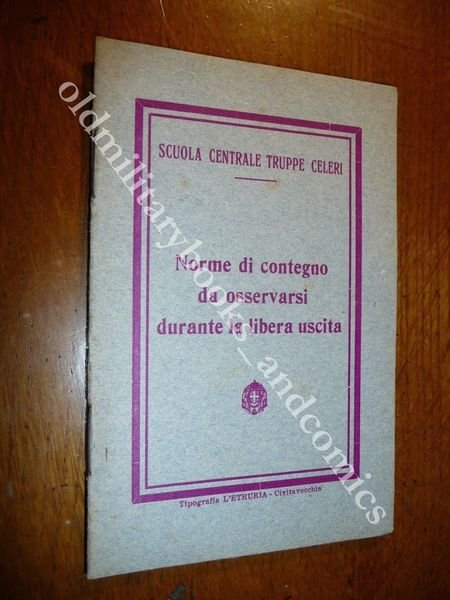 SCUOLA CENTRALE TRUPPE CELERI
Norme di contegno
da osservarsi
durante la libera uscita
Tipografia L'ETRURIA - Civitavecchia
oldmilitarybooks_andcomics